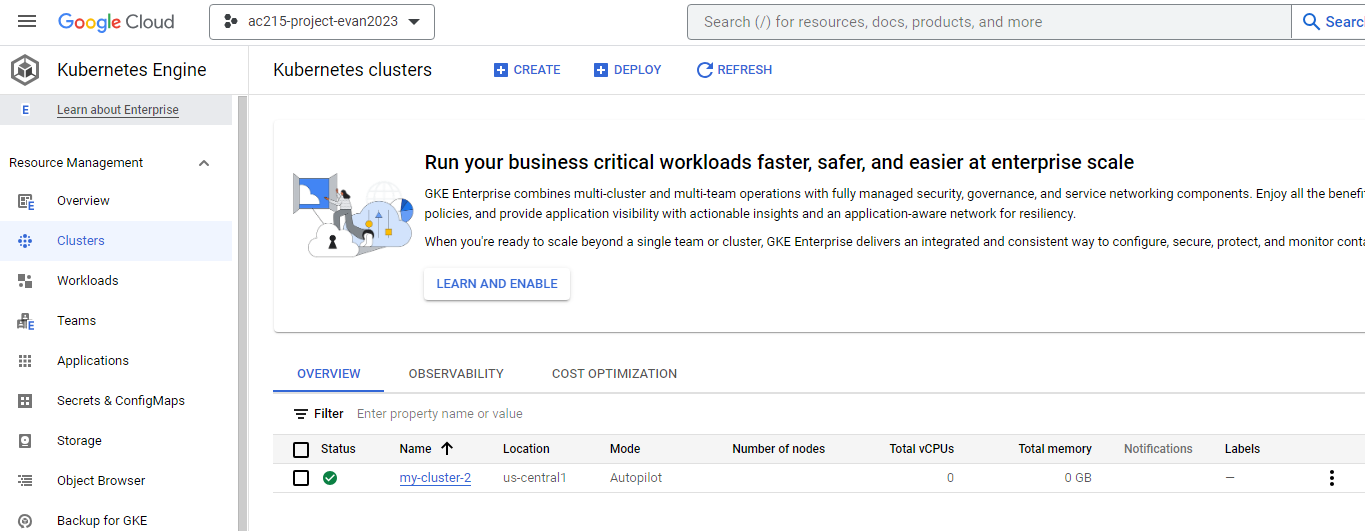 Google Cloud
ac215-project-evan2023
Search (/) for resources, docs, products, and more
Kubernetes Engine
Kubernetes clusters
CREATE
DEPLOY
REFRESH
E
Learn about Enterprise
Resource Management
Overview
Clusters
Workloads
Teams
Applications
Secrets & ConfigMaps
Storage
Object Browser
Backup for GKE
Run your business critical workloads faster, safer, and easier at enterprise scale
GKE Enterprise combines multi-cluster and multi-team operations with fully managed security, governance, and service networking components. Enjoy all the
policies, and provide application visibility with actionable insights and an application-aware network for resiliency.
When you're ready to scale beyond a single team or cluster, GKE Enterprise delivers an integrated and consistent way to configure, secure, protect, and monitor
LEARN AND ENABLE
OVERVIEW OBSERVABILITY COST OPTIMIZATION
Filter Enter property name or value
Status Name Location Mode Number of nodes Total vCPUs Total memory Notifications Labels
my-cluster-2 us-central1 Autopilot 0 0 GB —